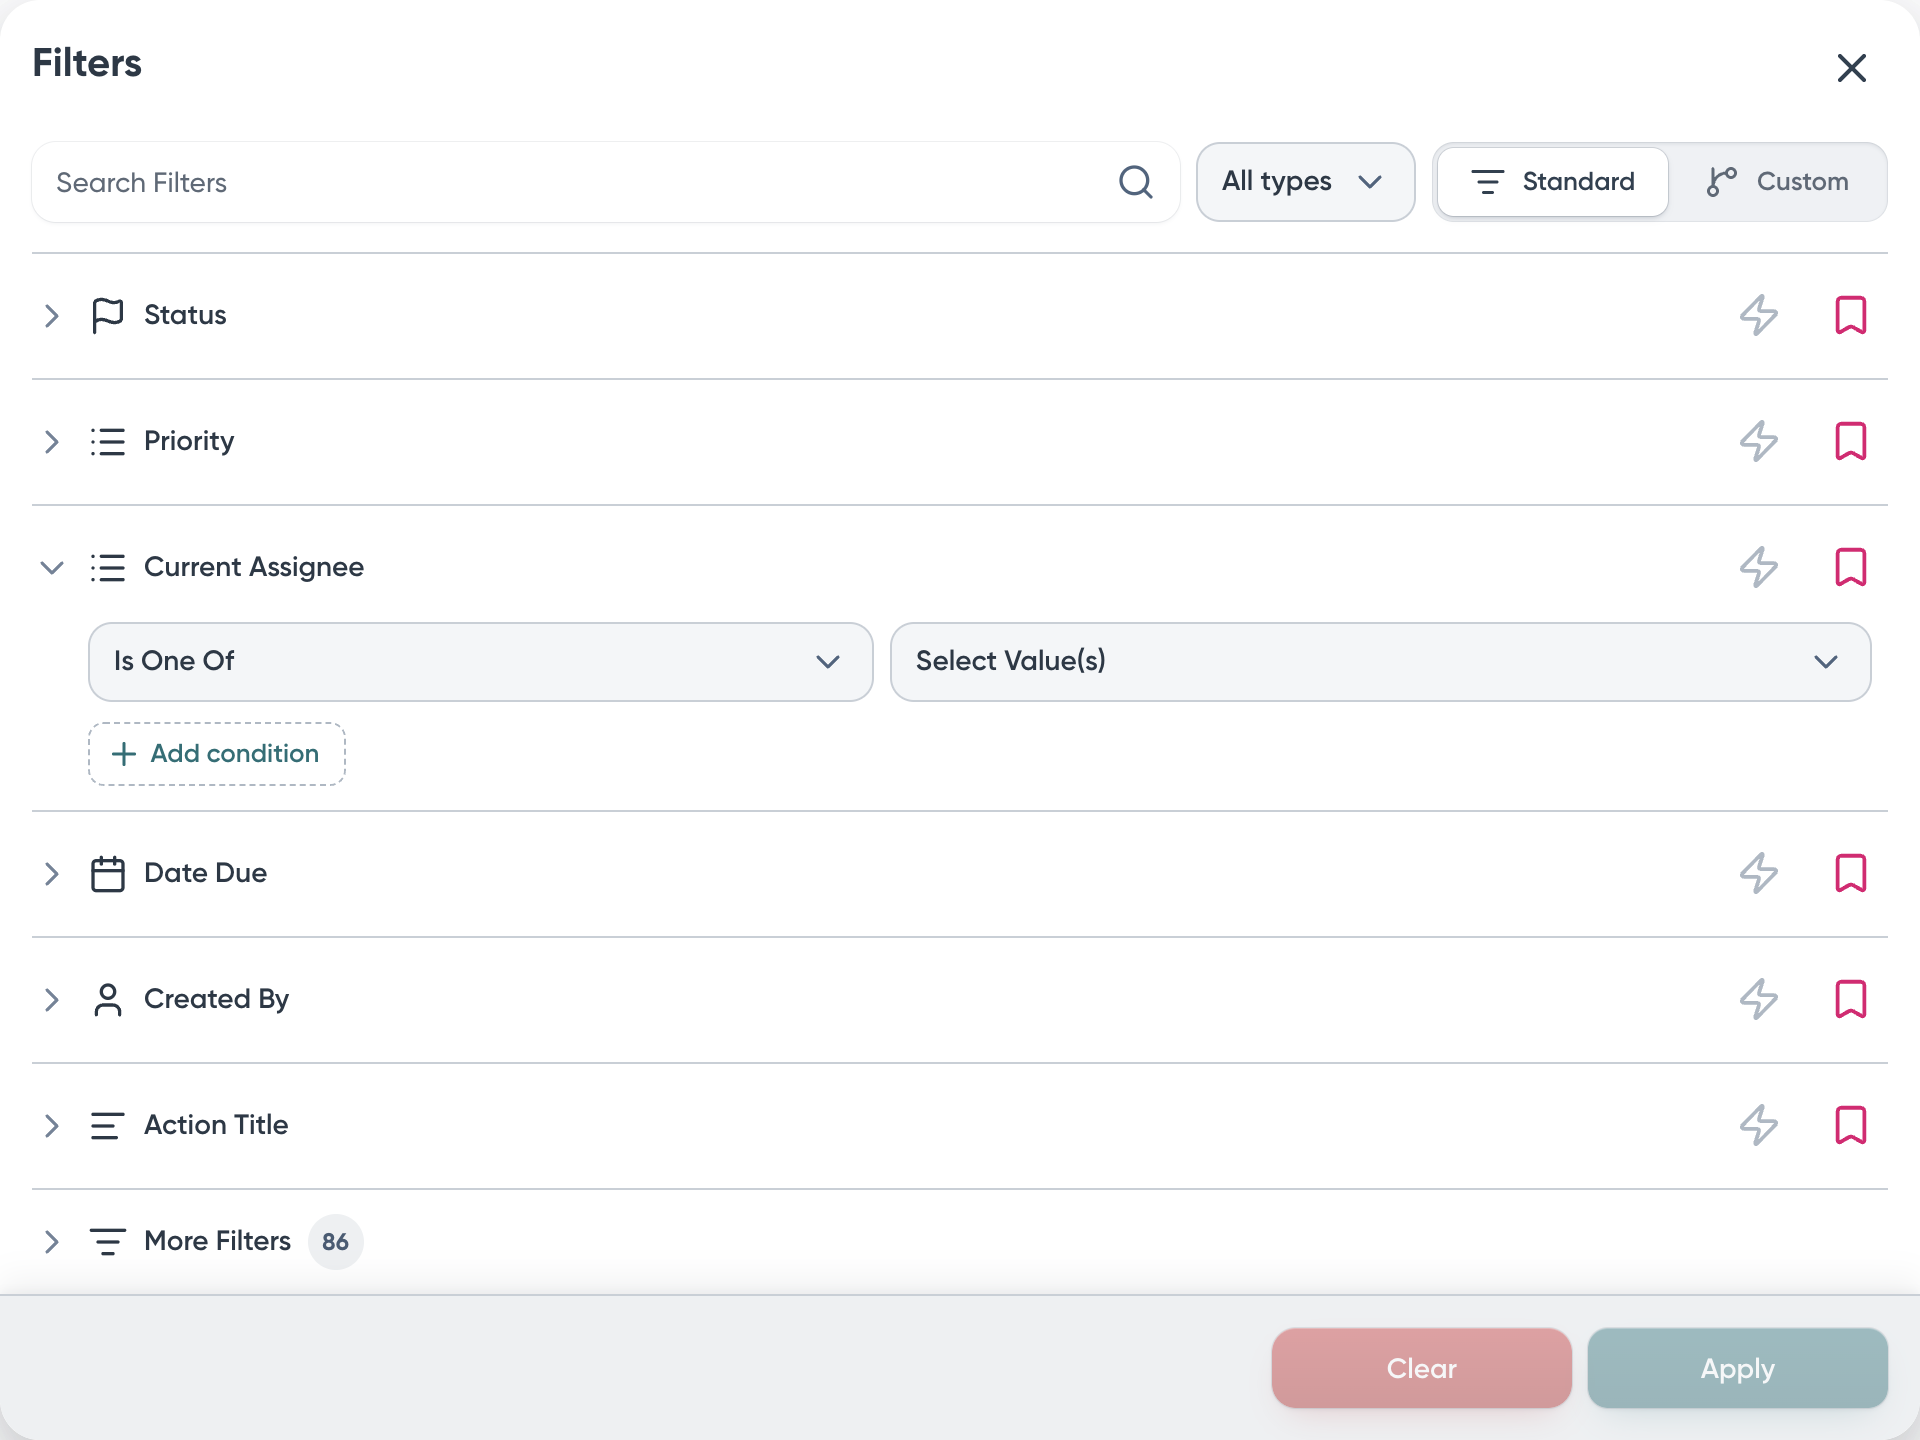 Filters
Search Filters
All types
Standard
Custom
Status
Priority
Current Assignee
Is One Of
Select Value(s)
Add condition
Date Due
Created By
Action Title
More Filters 86
Clear
Apply